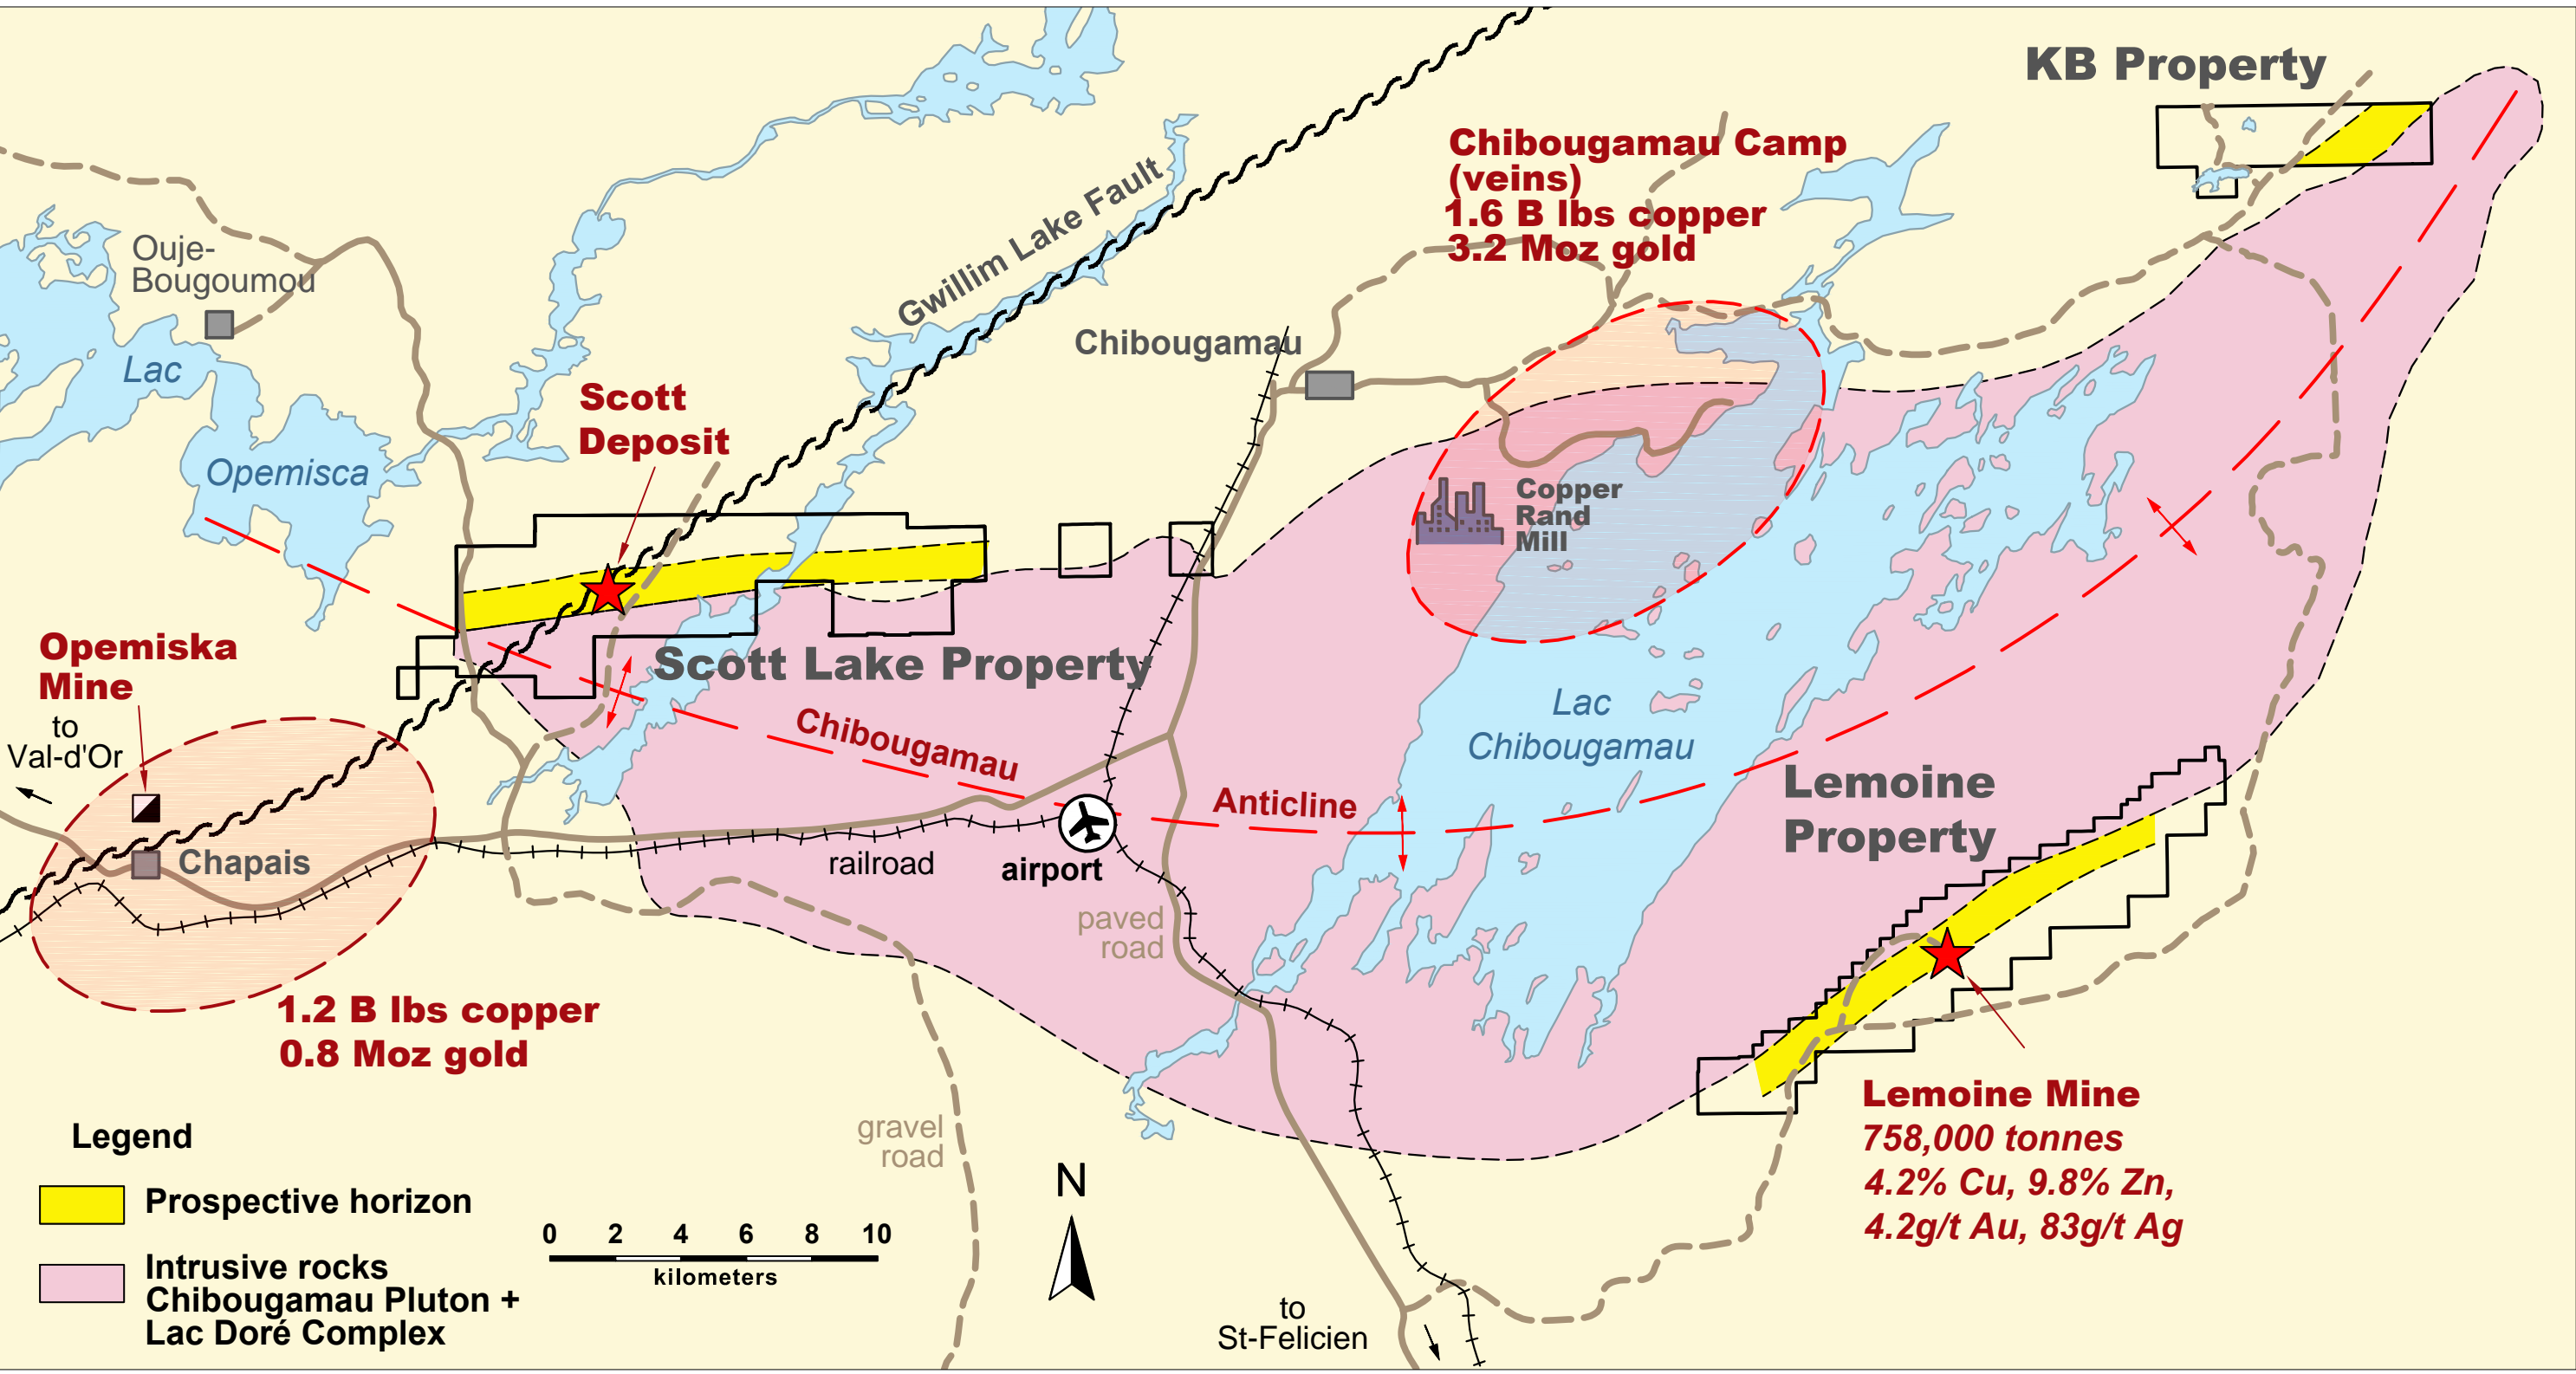 KB Property
Chibougamau Camp
(veins)
1.6 B lbs copper
3.2 Moz gold
Gwillim Lake Fault
Ouje-
Bougoumou
Lac
Opemisca
Chibougamau
Scott
Deposit
Copper
Rand
Mill
Opemiska
Mine
to
Val-d'Or
Scott Lake Property
Chibougamau
Anticline
Lac
Chibougamau
Lemoine
Property
Chapais
railroad
airport
paved
road
1.2 B lbs copper
0.8 Moz gold
gravel
road
Lemoine Mine
758,000 tonnes
4.2% Cu, 9.8% Zn,
4.2g/t Au, 83g/t Ag
Legend
Prospective horizon
Intrusive rocks
Chibougamau Pluton +
Lac Doré Complex
0 2 4 6 8 10
kilometers
N
to
St-Felicien